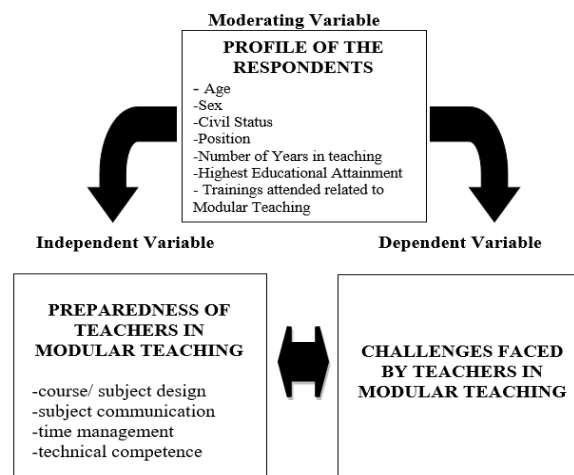 Moderating Variable
PROFILE OF THE
RESPONDENTS
- Age
-Sex
-Civil Status
-Position
-Number of Years in teaching
-Highest Educational Attainment
- Trainings attended related to
Modular Teaching
Independent Variable
Dependent Variable
PREPAREDNESS OF
TEACHERS IN
MODULAR TEACHING
-course/ subject design
-subject communication
-time management
-technical competence
CHALLENGES FACED
BY TEACHERS IN
MODULAR TEACHING